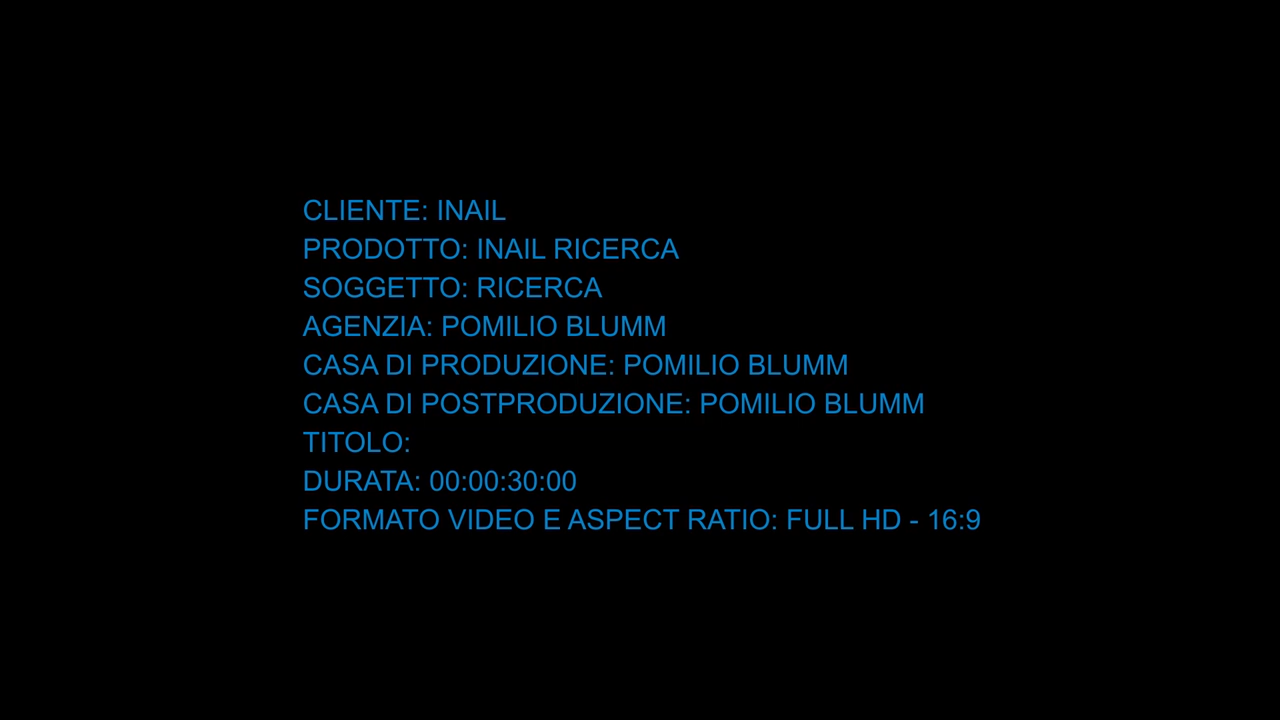 CLIENTE: INAIL
PRODOTTO: INAIL RICERCA
SOGGETTO: RICERCA
AGENZIA: POMILIO BLUMM
CASA DI PRODUZIONE: POMILIO BLUMM
CASA DI POSTPRODUZIONE: POMILIO BLUMM
TITOLO:
DURATA: 00:00:30:00
FORMATO VIDEO E ASPECT RATIO: FULL HD - 16:9